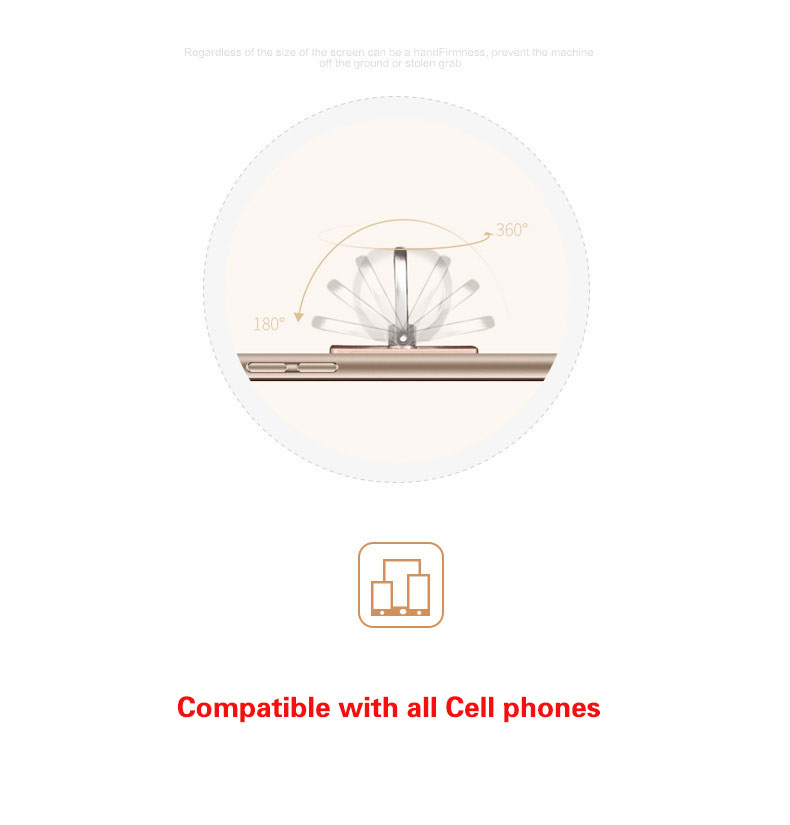 Regardless of the size of the screen can be a handFirmness, prevent the machine
off the ground or stolen grab
360°
180°
Compatible with all Cell phones